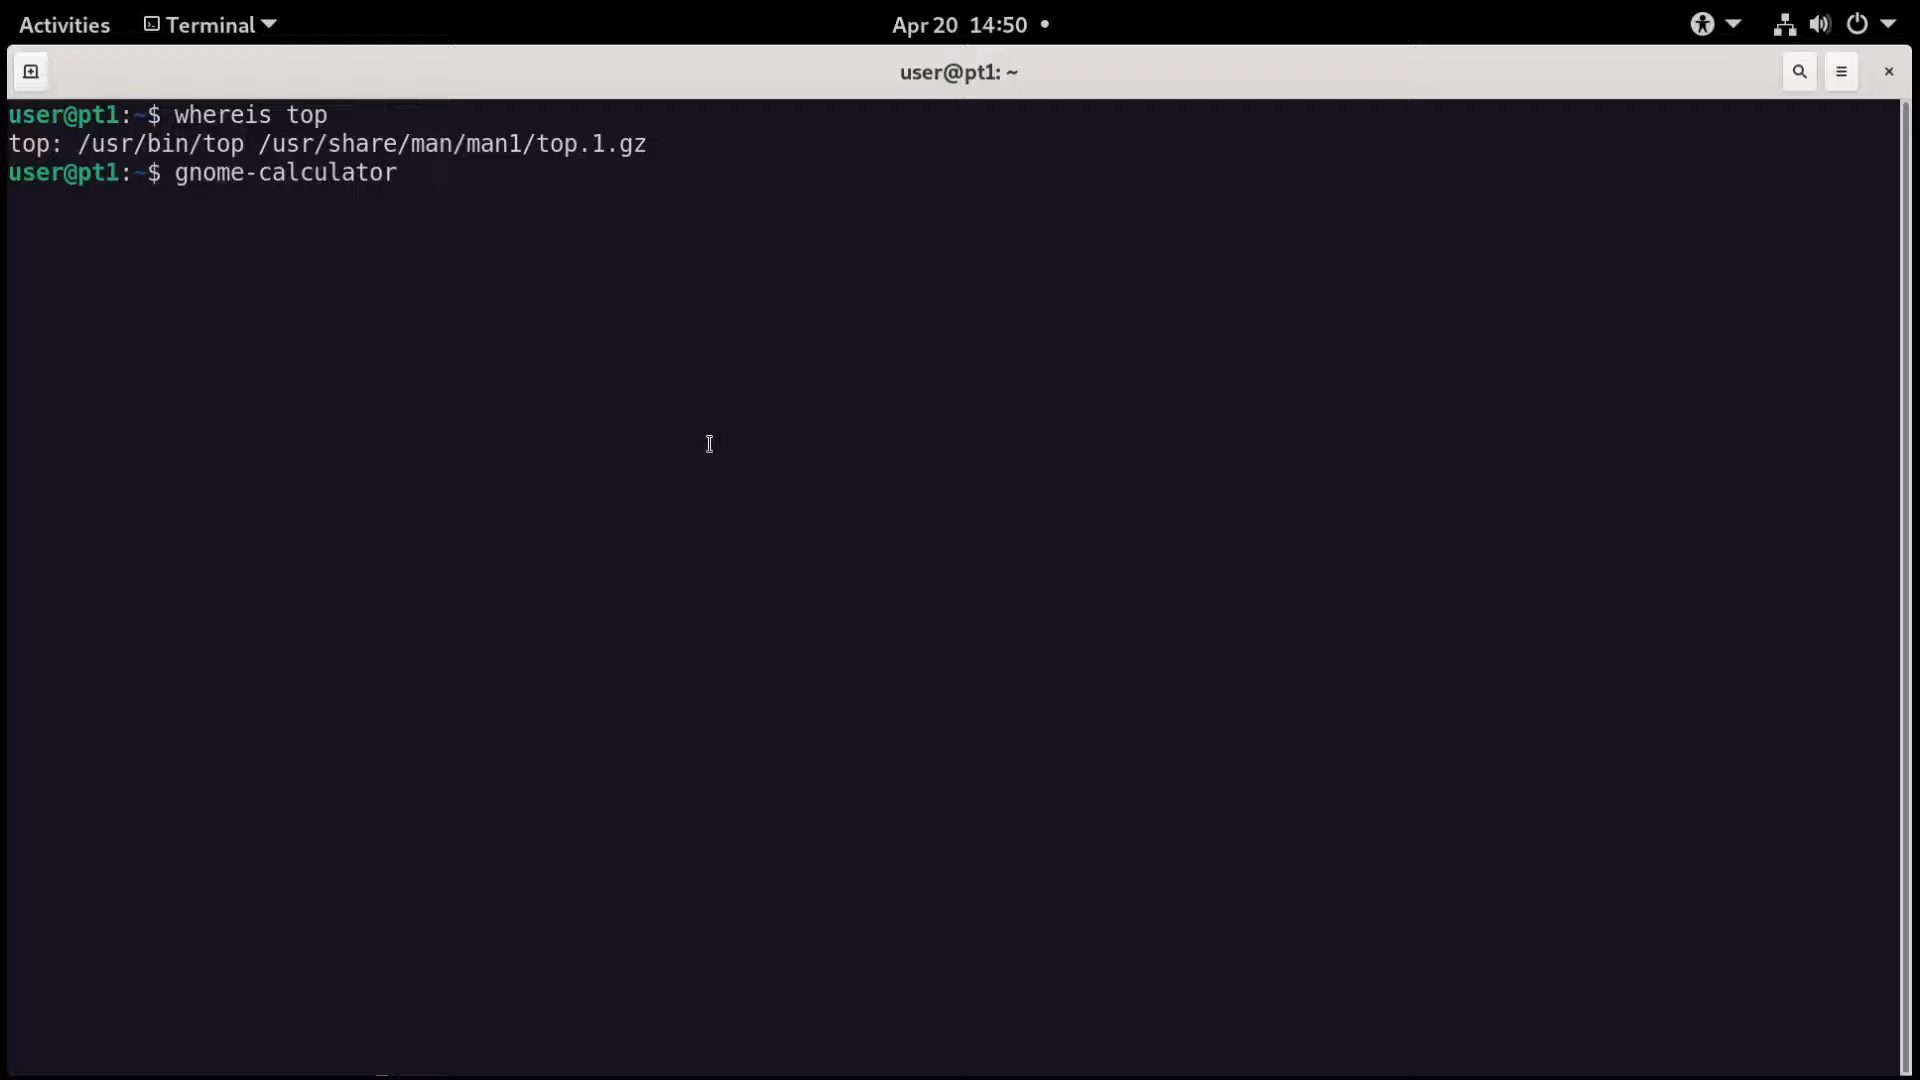 Activities Terminal Apr 20 14:50
user@pt1: ~
user@pt1:~$ whereis top
top: /usr/bin/top /usr/share/man/man1/top.1.gz
user@pt1:~$ gnome-calculator